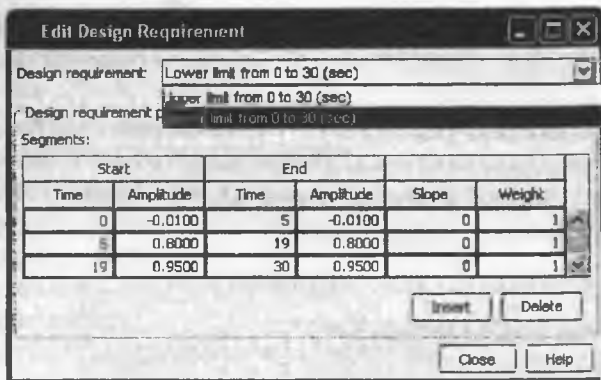 Edit Design Requirement
Design requirement: Lower limit from 0 to 30 (sec)
limit from 0 to 30 (sec)
Design requirement p
limit from 0 to 30 (sec)
Segments:
Start End
Time Amplitude Time Amplitude Slope Weight
0 -0.0100 5 -0.0100 0 1
5 0.8000 19 0.8000 0 1
19 0.9500 30 0.9500 0 1
Insert Delete
Close Help